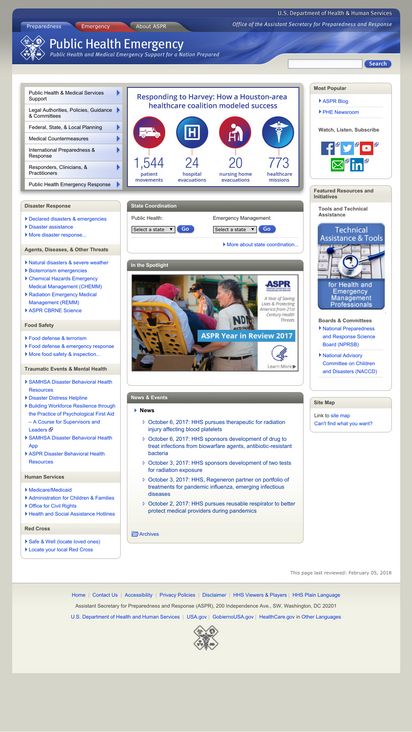 U.S. Department of Health & Human Services
Preparedness
Emergency
About ASPR
Office of the Assistant Secretary for Preparedness and Response
Public Health Emergency
Public Health and Medical Emergency Support for a Nation Prepared
Search
Public Health & Medical Services
Support
Legal Authorities, Policies, Guidance
& Committees
Federal, State, & Local Planning
Medical Countermeasures
International Preparedness &
Response
Responders, Clinicians, &
Practitioners
Public Health Emergency Response
Responding to Harvey: How a Houston-area
healthcare coalition modeled success
1,544
patient
movements
24
hospital
evacuations
20
nursing home
evacuations
773
healthcare
missions
Most Popular
ASPR Blog
PHE Newsroom
Watch, Listen, Subscribe
Disaster Response
Declared disasters & emergencies
Disaster assistance
More disaster response...
Agents, Diseases, & Other Threats
Natural disasters & severe weather
Bioterrorism emergencies
Chemical Hazards Emergency
Medical Management (CHEMM)
Radiation Emergency Medical
Management (REMM)
ASPR CBRNE Science
Food Safety
Food defense & terrorism
Food defense & emergency response
More food safety & inspection...
Traumatic Events & Mental Health
SAMHSA Disaster Behavioral Health
Resources
Disaster Distress Helpline
Building Workforce Resilience through
the Practice of Psychological First Aid
– A Course for Supervisors and
Leaders
SAMHSA Disaster Behavioral Health
App
ASPR Disaster Behavioral Health
Resources
Human Services
Medicare/Medicaid
Administration for Children & Families
Office for Civil Rights
Health and Social Assistance Hotlines
Red Cross
Safe & Well (locate loved ones)
Locate your local Red Cross
State Coordination
Public Health:
Emergency Management:
Select a state
Go
Select a state
Go
More about state coordination...
In the Spotlight
NDM
ASPR
A Year of Saving
Lives & Protecting
America from 21st
Century Health
Threats
ASPR Year in Review 2017
Learn More
News & Events
News
October 6, 2017: HHS pursues therapeutic for radiation
injury affecting blood platelets
October 6, 2017: HHS sponsors development of drug to
treat infections from biowarfare agents, antibiotic-resistant
bacteria
October 3, 2017: HHS sponsors development of two tests
for radiation exposure
October 3, 2017: HHS, Regeneron partner on portfolio of
treatments for pandemic influenza, emerging infectious
diseases
October 2, 2017: HHS pursues reusable respirator to better
protect medical providers during pandemics
Archives
Featured Resources and
Initiatives
Tools and Technical
Assistance
Technical
Assistance & Tools
for Health and
Emergency
Management
Professionals
Boards & Committees
National Preparedness
and Response Science
Board (NPRSB)
National Advisory
Committee on Children
and Disasters (NACCD)
Site Map
Link to site map
Can't find what you want?
This page last reviewed: February 05, 2018
Home | Contact Us | Accessibility | Privacy Policies | Disclaimer | HHS Viewers & Players | HHS Plain Language
Assistant Secretary for Preparedness and Response (ASPR), 200 Independence Ave., SW, Washington, DC 20201
U.S. Department of Health and Human Services | USA.gov | GobiernoUSA.gov | HealthCare.gov in Other Languages